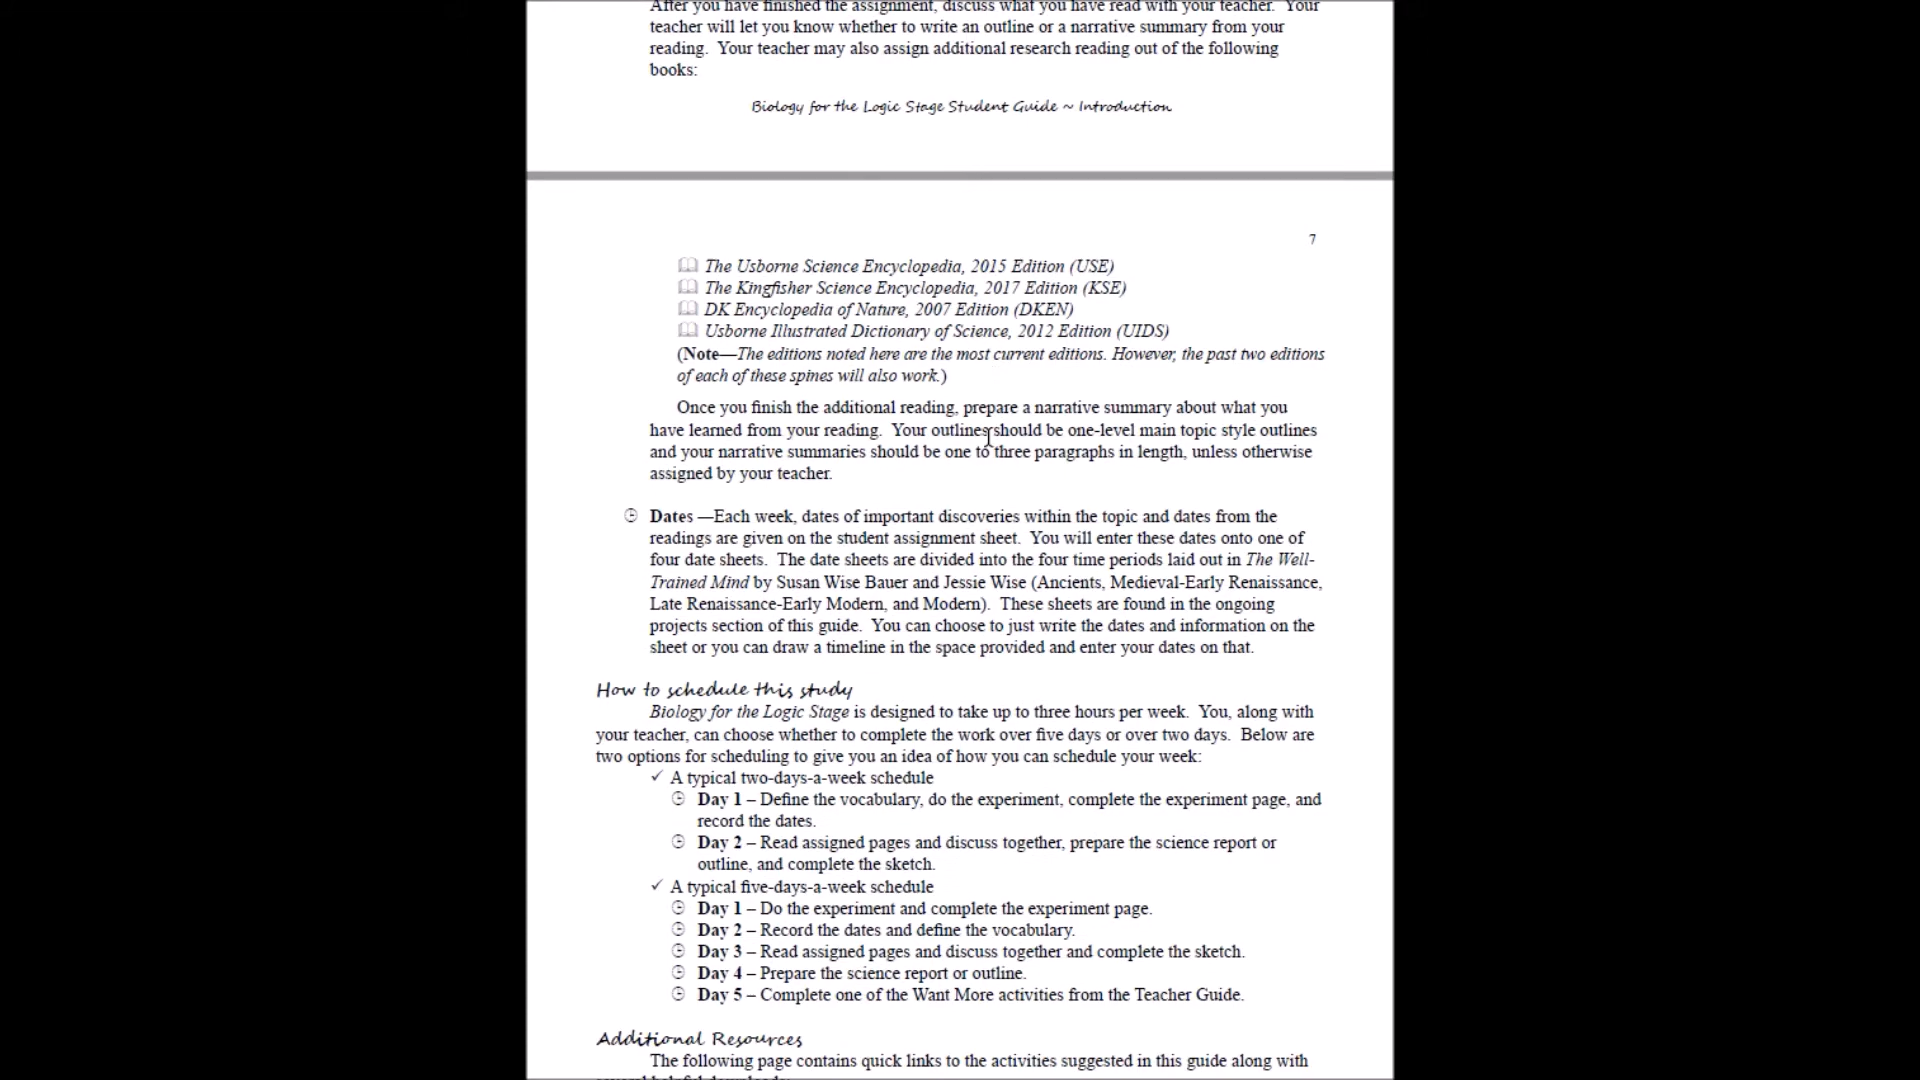 After you have finished the assignment, discuss what you have read with your teacher.  Your
teacher will let you know whether to write an outline or a narrative summary from your
reading.  Your teacher may also assign additional research reading out of the following
books:
Biology for the Logic Stage Student Guide ~ Introduction
7
The Usborne Science Encyclopedia, 2015 Edition (USE)
The Kingfisher Science Encyclopedia, 2017 Edition (KSE)
DK Encyclopedia of Nature, 2007 Edition (DKEN)
Usborne Illustrated Dictionary of Science, 2012 Edition (UIDS)
(Note—The editions noted here are the most current editions. However, the past two editions
of each of these spines will also work.)
Once you finish the additional reading, prepare a narrative summary about what you
have learned from your reading.  Your outlines should be one-level main topic style outlines
and your narrative summaries should be one to three paragraphs in length, unless otherwise
assigned by your teacher.
Dates —Each week, dates of important discoveries within the topic and dates from the
readings are given on the student assignment sheet.  You will enter these dates onto one of
four date sheets.  The date sheets are divided into the four time periods laid out in The Well-
Trained Mind by Susan Wise Bauer and Jessie Wise (Ancients, Medieval-Early Renaissance,
Late Renaissance-Early Modern, and Modern).  These sheets are found in the ongoing
projects section of this guide.  You can choose to just write the dates and information on the
sheet or you can draw a timeline in the space provided and enter your dates on that.
How to schedule this study
Biology for the Logic Stage is designed to take up to three hours per week.  You, along with
your teacher, can choose whether to complete the work over five days or over two days.  Below are
two options for scheduling to give you an idea of how you can schedule your week:
✓ A typical two-days-a-week schedule
Day 1 – Define the vocabulary, do the experiment, complete the experiment page, and
record the dates.
Day 2 – Read assigned pages and discuss together, prepare the science report or
outline, and complete the sketch.
✓ A typical five-days-a-week schedule
Day 1 – Do the experiment and complete the experiment page.
Day 2 – Record the dates and define the vocabulary.
Day 3 – Read assigned pages and discuss together and complete the sketch.
Day 4 – Prepare the science report or outline.
Day 5 – Complete one of the Want More activities from the Teacher Guide.
Additional Resources
The following page contains quick links to the activities suggested in this guide along with